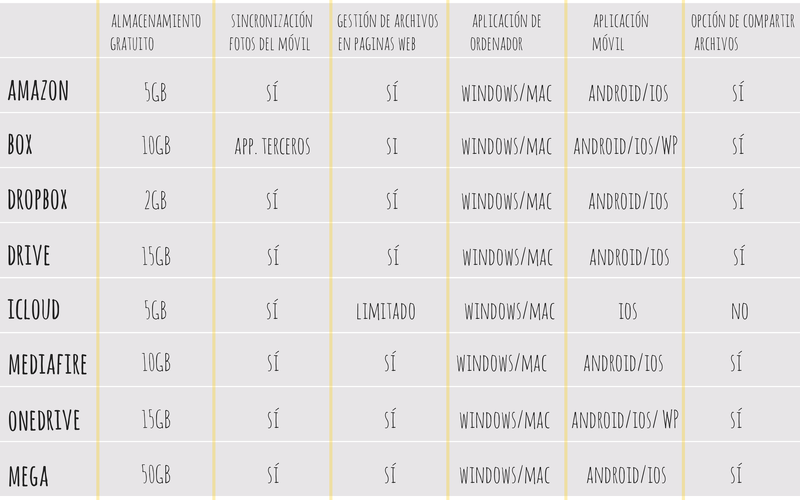 ALMACENAMIENTO GRATUITO SINCRONIZACIÓN FOTOS DEL MÓVIL GESTIÓN DE ARCHIVOS EN PAGINAS WEB APLICACIÓN DE ORDENADOR APLICACIÓN MÓVIL OPCIÓN DE COMPARTIR ARCHIVOS
AMAZON 5GB SÍ SÍ WINDOWS/MAC ANDROID/IOS SÍ
BOX 10GB APP. TERCEROS SI WINDOWS/MAC ANDROID/IOS/WP SÍ
DROPBOX 2GB SÍ SÍ WINDOWS/MAC ANDROID/IOS SÍ
DRIVE 15GB SÍ SÍ WINDOWS/MAC ANDROID/IOS SÍ
ICLOUD 5GB SÍ LIMITADO WINDOWS/MAC IOS NO
MEDIAFIRE 10GB SÍ SÍ WINDOWS/MAC ANDROID/IOS SÍ
ONEDRIVE 15GB SÍ SÍ WINDOWS/MAC ANDROID/IOS/ WP SÍ
MEGA 50GB SÍ SÍ WINDOWS/MAC ANDROID/IOS SÍ